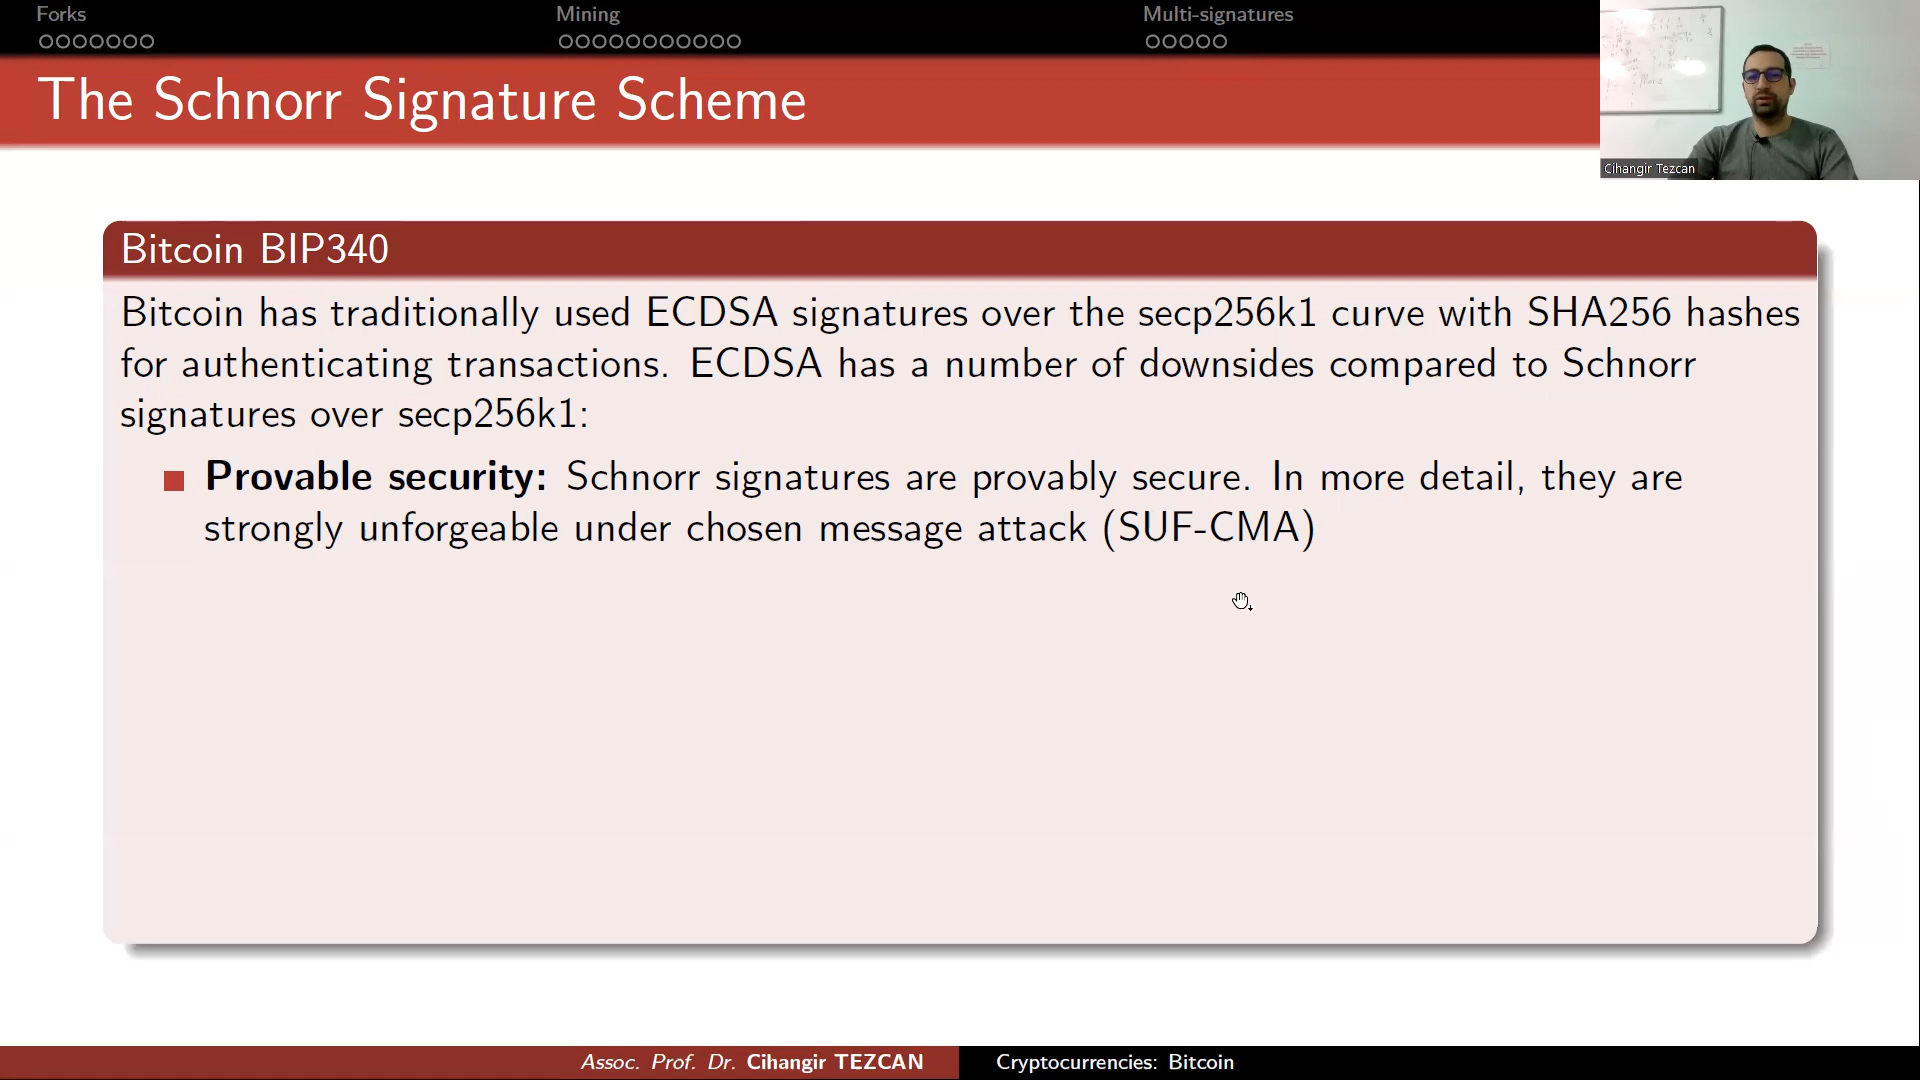 Forks
Mining
Multi-signatures
The Schnorr Signature Scheme
Cihangir Tezcan
Bitcoin BIP340
Bitcoin has traditionally used ECDSA signatures over the secp256k1 curve with SHA256 hashes
for authenticating transactions. ECDSA has a number of downsides compared to Schnorr
signatures over secp256k1:
Provable security: Schnorr signatures are provably secure. In more detail, they are
strongly unforgeable under chosen message attack (SUF-CMA)
Assoc. Prof. Dr. Cihangir TEZCAN
Cryptocurrencies: Bitcoin